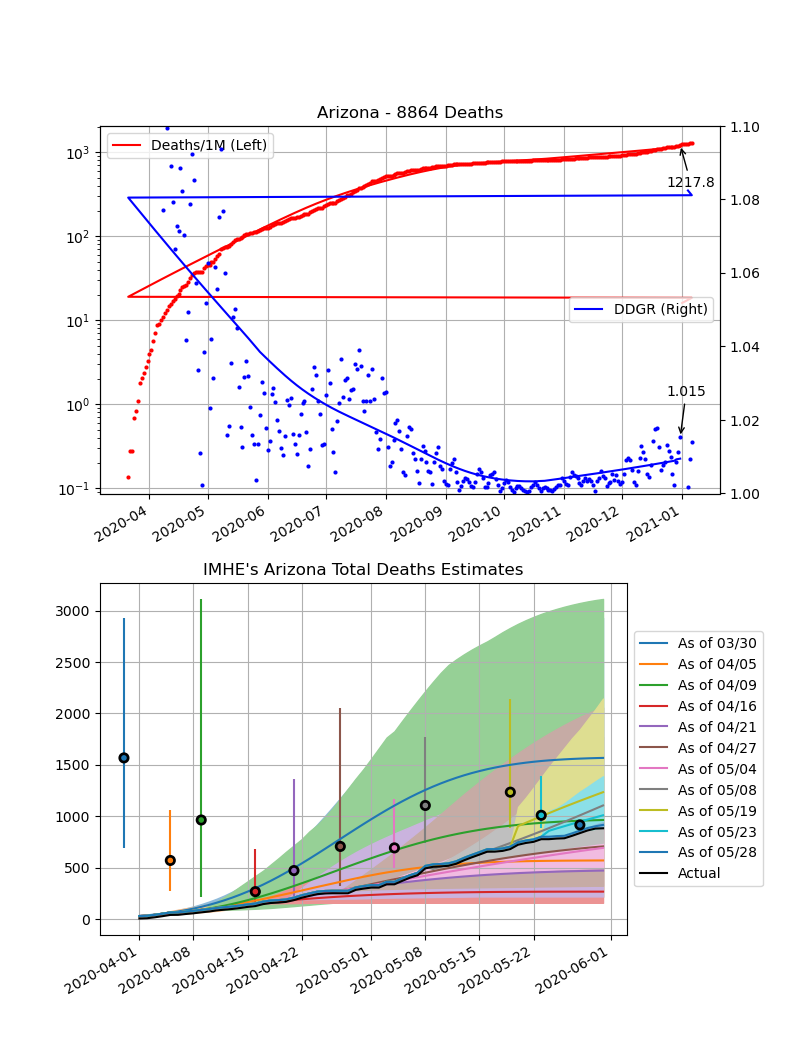 Arizona - 8864 Deaths
Deaths/1M (Left)
DDGR (Right)
1217.8
1.015
10³
10²
10¹
10⁰
10⁻¹
1.10
1.08
1.06
1.04
1.02
1.00
2020-04
2020-05
2020-06
2020-07
2020-08
2020-09
2020-10
2020-11
2020-12
2021-01
IMHE's Arizona Total Deaths Estimates
3000
2500
2000
1500
1000
500
0
2020-04-01
2020-04-08
2020-04-15
2020-04-22
2020-05-01
2020-05-08
2020-05-15
2020-05-22
2020-06-01
As of 03/30
As of 04/05
As of 04/09
As of 04/16
As of 04/21
As of 04/27
As of 05/04
As of 05/08
As of 05/19
As of 05/23
As of 05/28
Actual